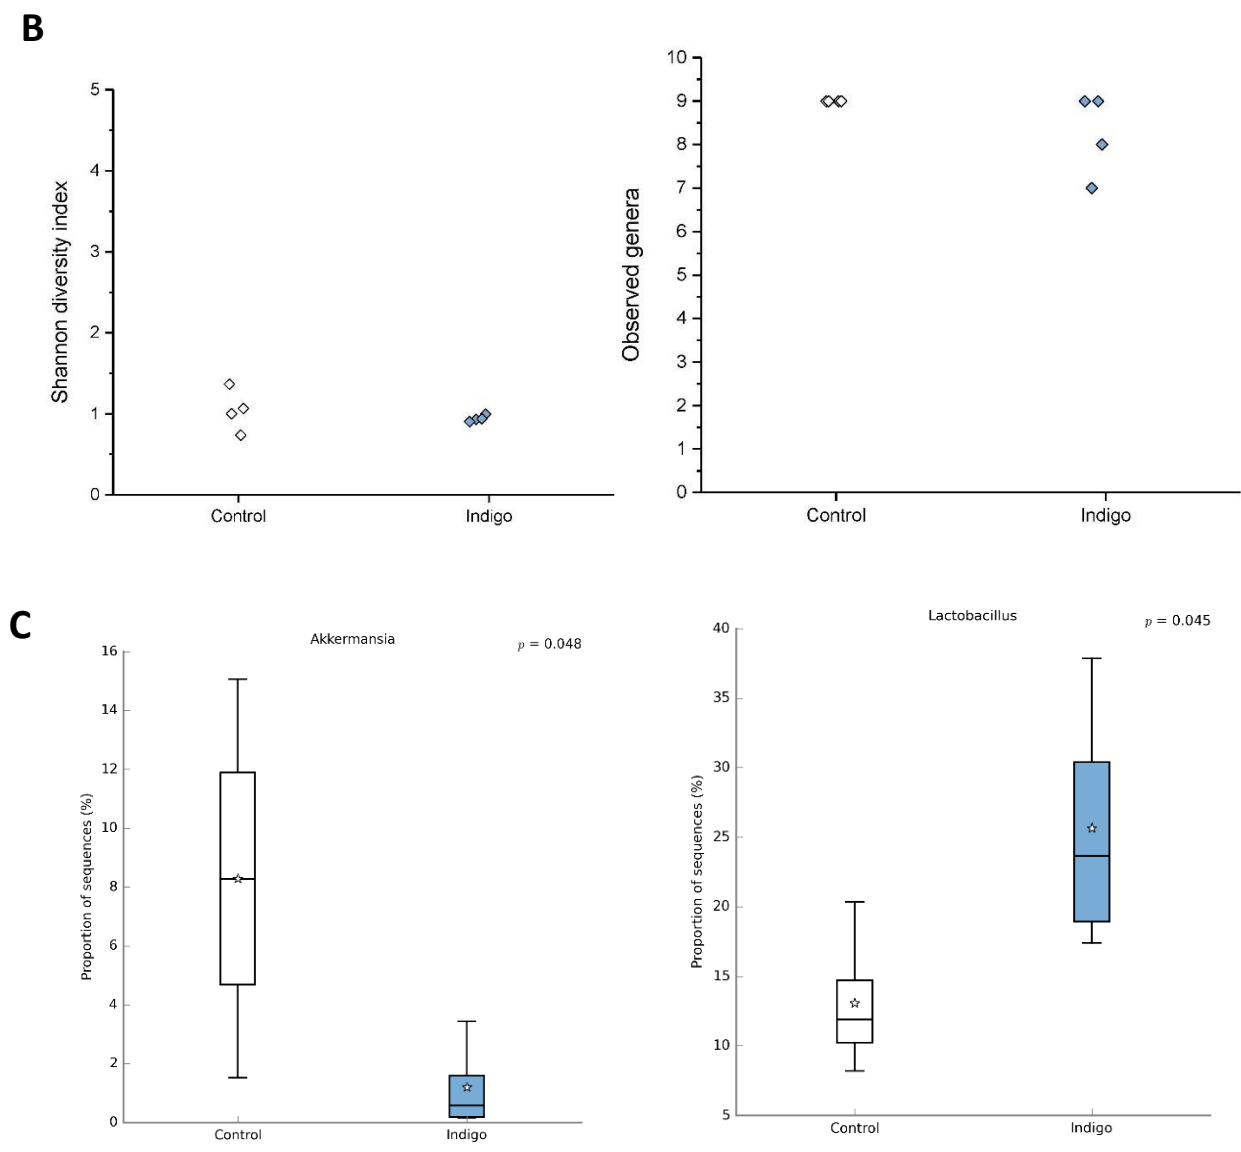 B
Shannon diversity index
5
4
3
2
1
0
Control
Indigo
Observed genera
10
9
8
7
6
5
4
3
2
1
0
Control
Indigo
C
Akkermansia
p = 0.048
Proportion of sequences (%)
16
14
12
10
8
6
4
2
0
Control
Indigo
Lactobacillus
p = 0.045
Proportion of sequences (%)
40
35
30
25
20
15
10
5
Control
Indigo